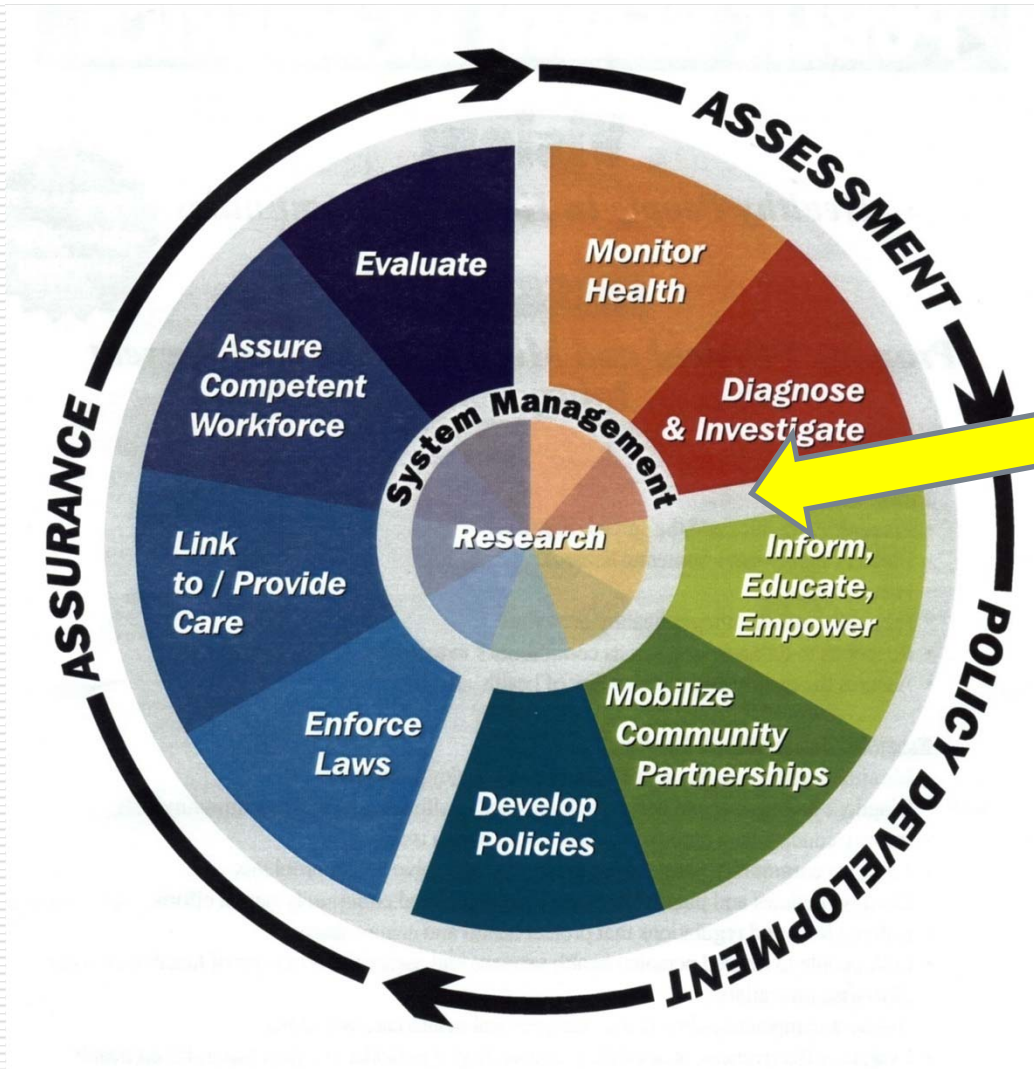 ASSESSMENT
POLICY DEVELOPMENT
ASSURANCE
Monitor
Health
Diagnose
& Investigate
Inform,
Educate,
Empower
Mobilize
Community
Partnerships
Develop
Policies
Enforce
Laws
Link
to / Provide
Care
Assure
Competent
Workforce
Evaluate
System Management
Research